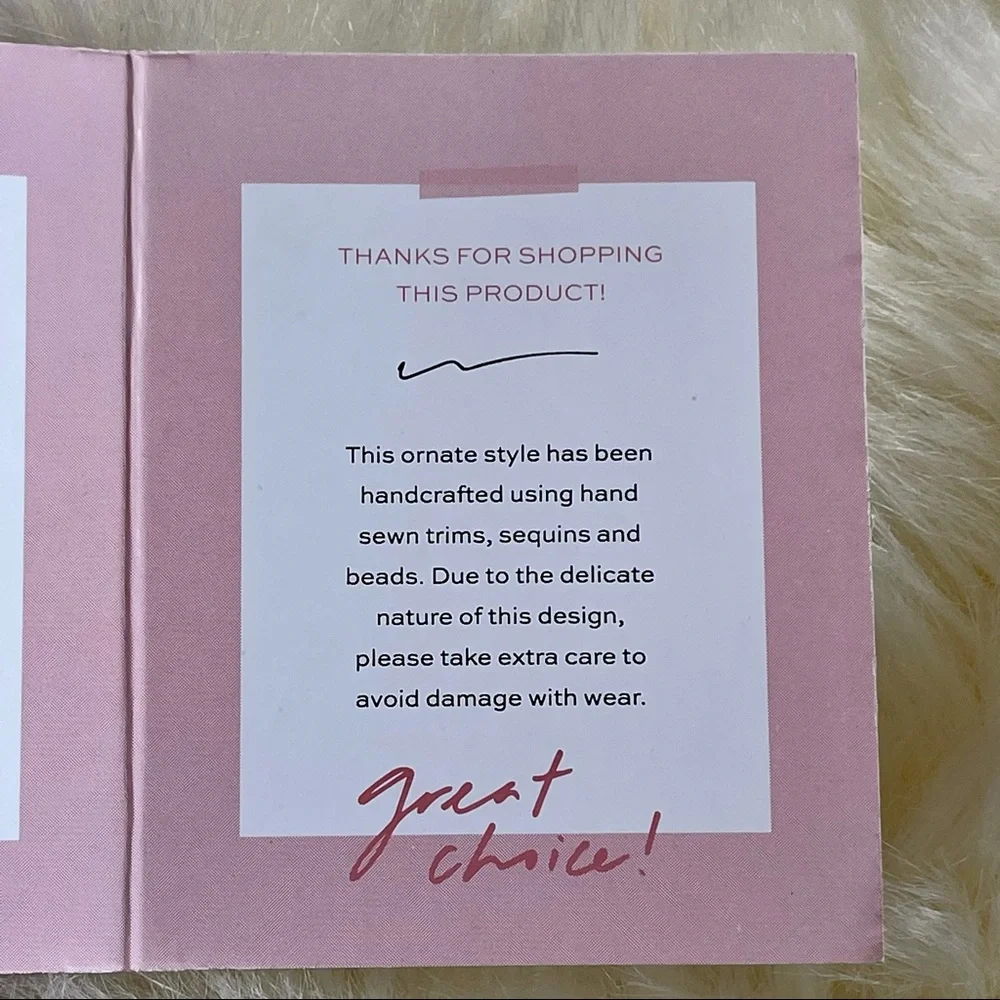 THANKS FOR SHOPPING
THIS PRODUCT!
This ornate style has been
handcrafted using hand
sewn trims, sequins and
beads. Due to the delicate
nature of this design,
please take extra care to
avoid damage with wear.
great
choice!